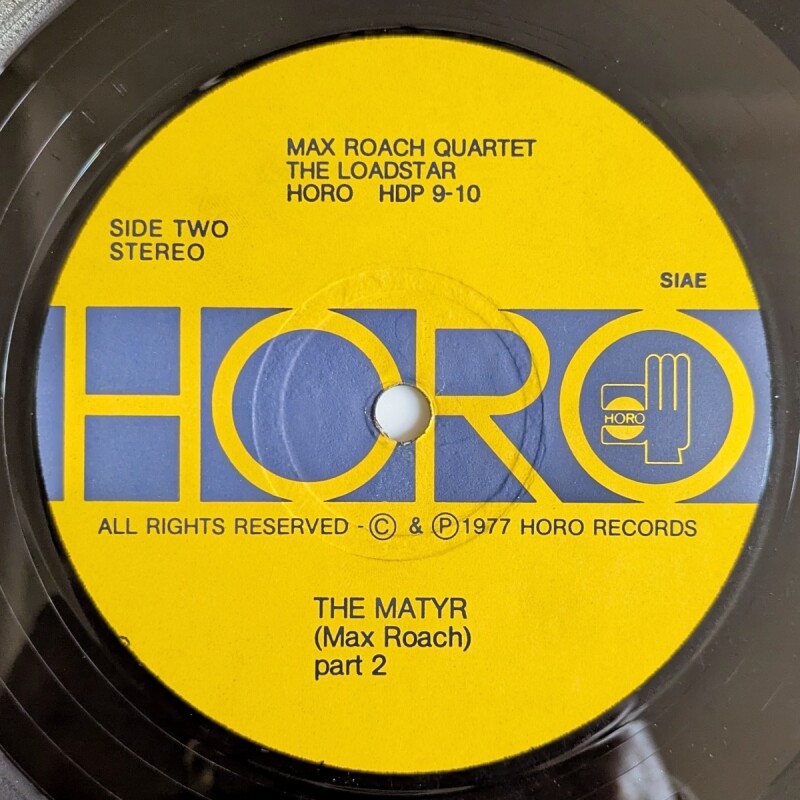 MAX ROACH QUARTET
THE LOADSTAR
HORO HDP 9-10
SIDE TWO
STEREO
SIAE
HORO
HORO
ALL RIGHTS RESERVED - © & ℗ 1977 HORO RECORDS
THE MATYR
(Max Roach)
part 2